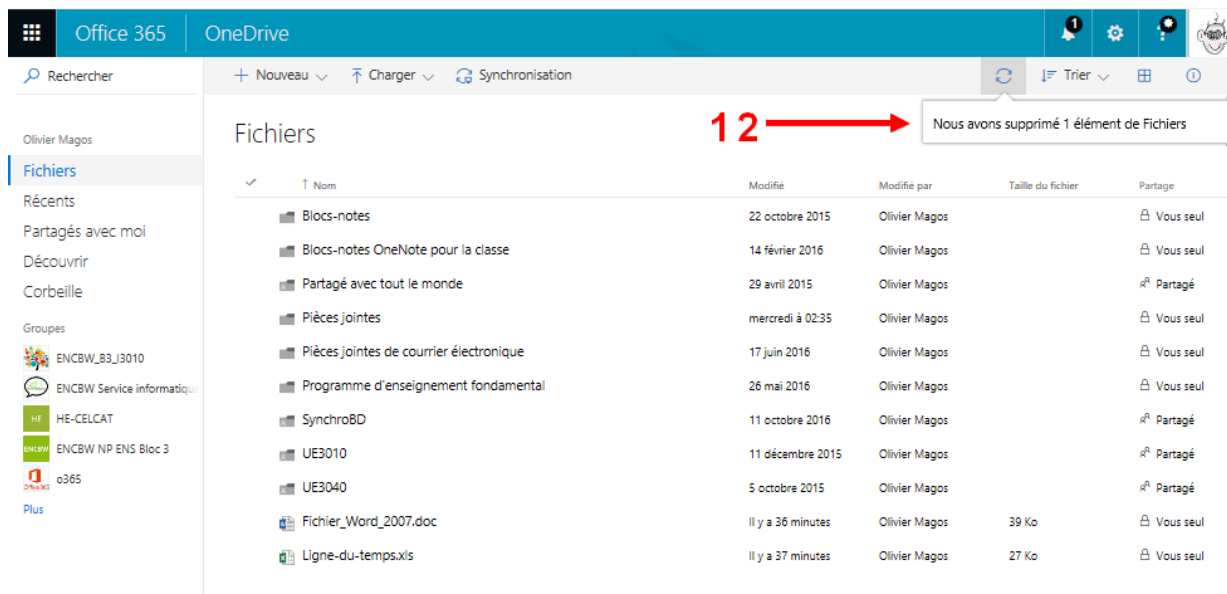 Office 365 OneDrive 1
Rechercher Nouveau Charger Synchronisation Trier
12 Nous avons supprimé 1 élément de Fichiers
Fichiers
Olivier Magos
Fichiers
Récents
Partagés avec moi
Découvrir
Corbeille
Groupes
ENCBW_B3_I3010
ENCBW Service informatique
HE HE-CELCAT
ENCBW ENCBW NP ENS Bloc 3
Office 365 o365
Plus
Nom Modifié Modifié par Taille du fichier Partage
Blocs-notes 22 octobre 2015 Olivier Magos Vous seul
Blocs-notes OneNote pour la classe 14 février 2016 Olivier Magos Vous seul
Partagé avec tout le monde 29 avril 2015 Olivier Magos Partagé
Pièces jointes mercredi à 02:35 Olivier Magos Vous seul
Pièces jointes de courrier électronique 17 juin 2016 Olivier Magos Vous seul
Programme d'enseignement fondamental 26 mai 2016 Olivier Magos Vous seul
SynchroBD 11 octobre 2016 Olivier Magos Partagé
UE3010 11 décembre 2015 Olivier Magos Partagé
UE3040 5 octobre 2015 Olivier Magos Partagé
Fichier_Word_2007.doc Il y a 36 minutes Olivier Magos 39 Ko Vous seul
Ligne-du-temps.xls Il y a 37 minutes Olivier Magos 27 Ko Vous seul